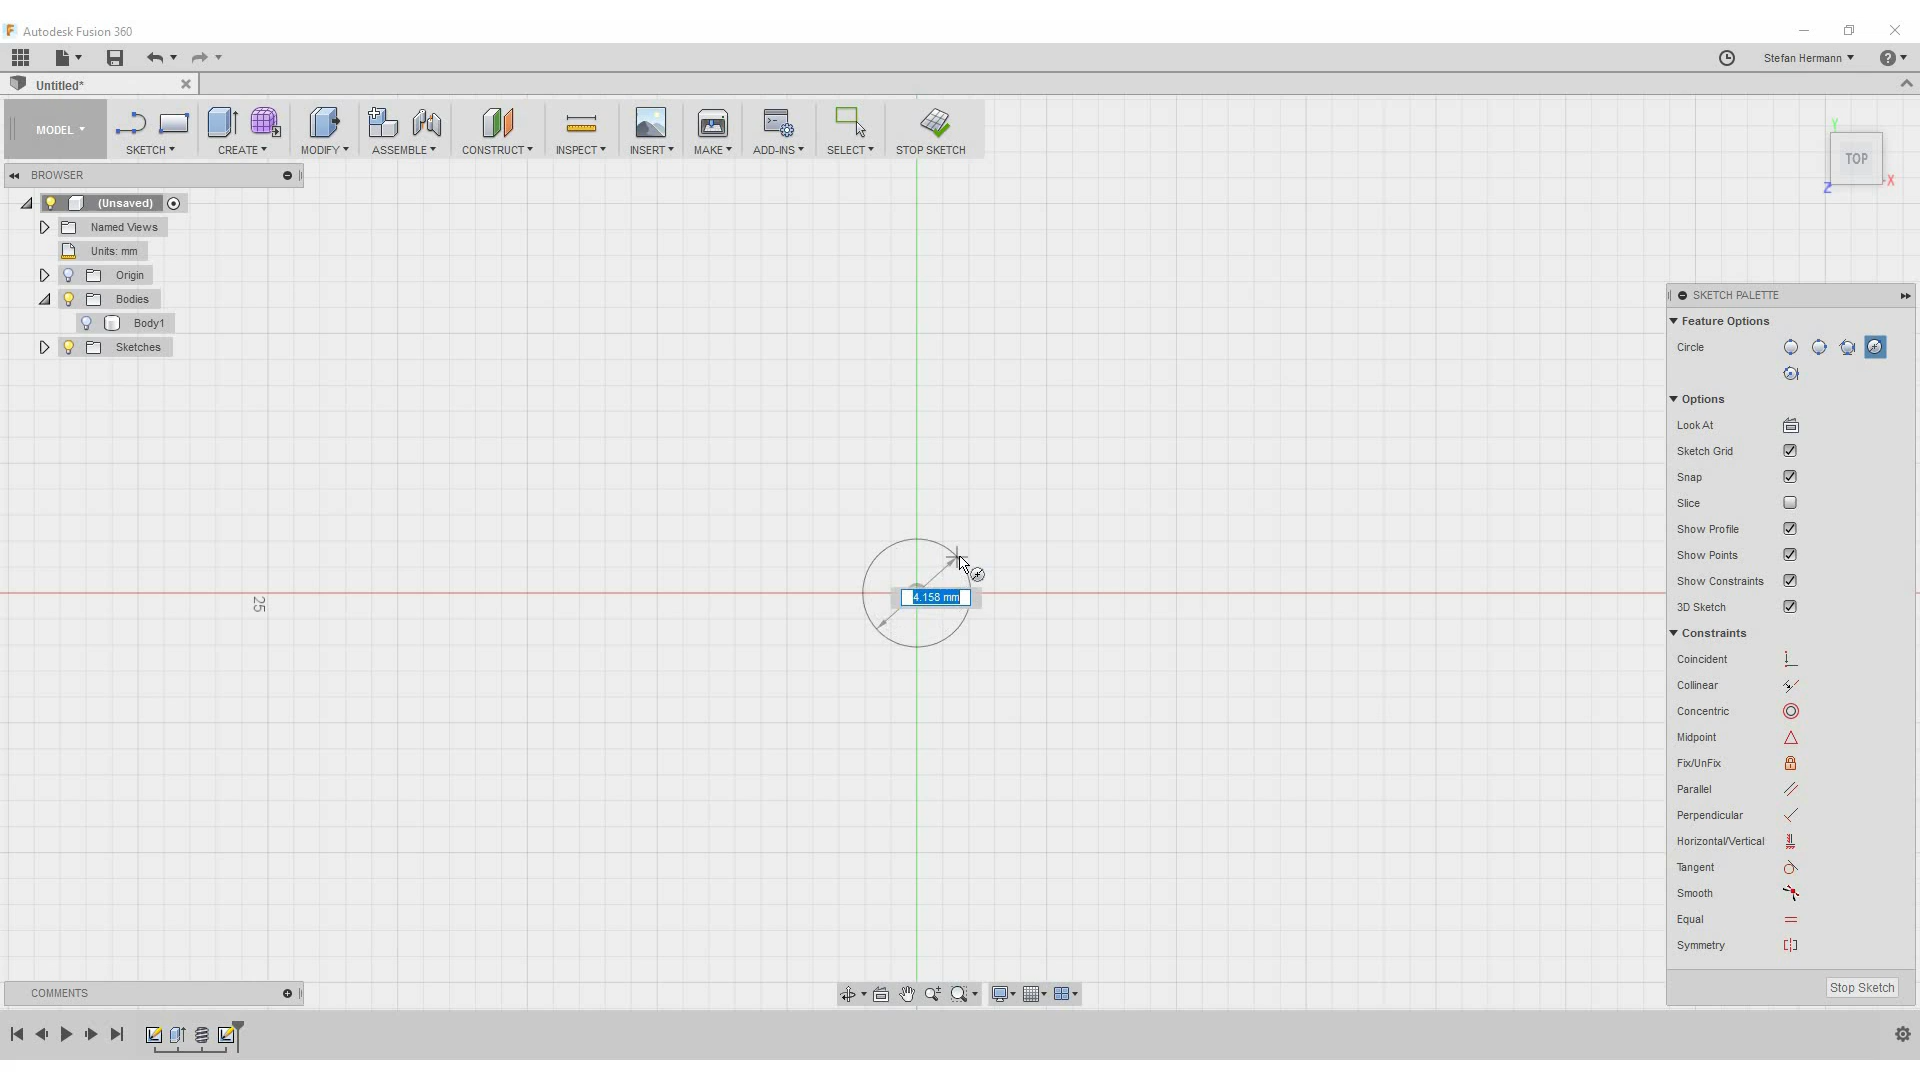 Autodesk Fusion 360
Stefan Hermann
Untitled*
MODEL
SKETCH
CREATE
MODIFY
ASSEMBLE
CONSTRUCT
INSPECT
INSERT
MAKE
ADD-INS
SELECT
STOP SKETCH
Y
TOP
X
Z
BROWSER
(Unsaved)
Named Views
Units: mm
Origin
Bodies
Body1
Sketches
25
4.158 mm
SKETCH PALETTE
Feature Options
Circle
Options
Look At
Sketch Grid
Snap
Slice
Show Profile
Show Points
Show Constraints
3D Sketch
Constraints
Coincident
Collinear
Concentric
Midpoint
Fix/UnFix
Parallel
Perpendicular
Horizontal/Vertical
Tangent
Smooth
Equal
Symmetry
Stop Sketch
COMMENTS